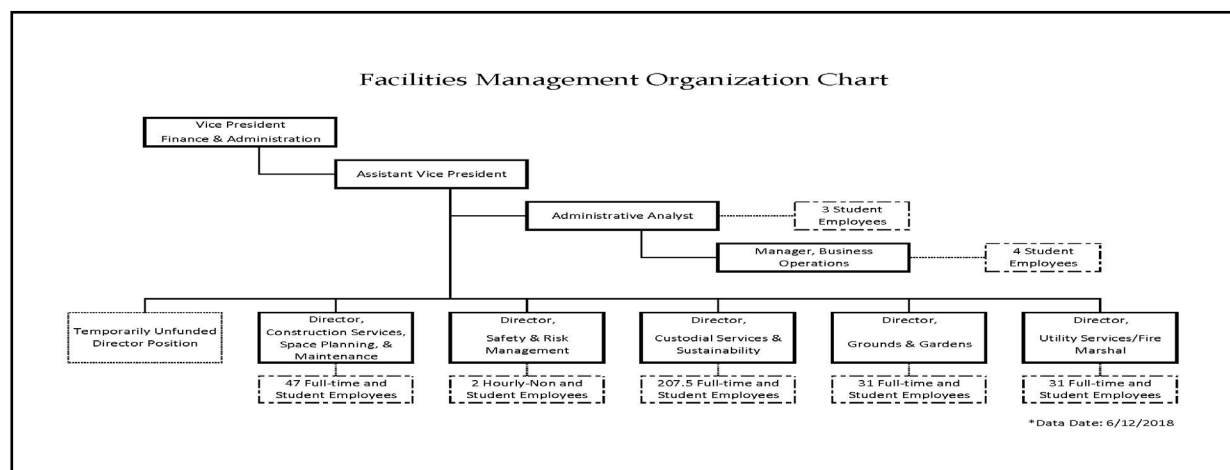 Facilities Management Organization Chart
Vice President
Finance & Administration
Assistant Vice President
Administrative Analyst
3 Student
Employees
Manager, Business
Operations
4 Student
Employees
Temporarily Unfunded
Director Position
Director,
Construction Services,
Space Planning, &
Maintenance
Director,
Safety & Risk
Management
Director,
Custodial Services &
Sustainability
Director,
Grounds & Gardens
Director,
Utility Services/Fire
Marshal
47 Full-time and
Student Employees
2 Hourly-Non and
Student Employees
207.5 Full-time and
Student Employees
31 Full-time and
Student Employees
31 Full-time and
Student Employees
*Data Date: 6/12/2018